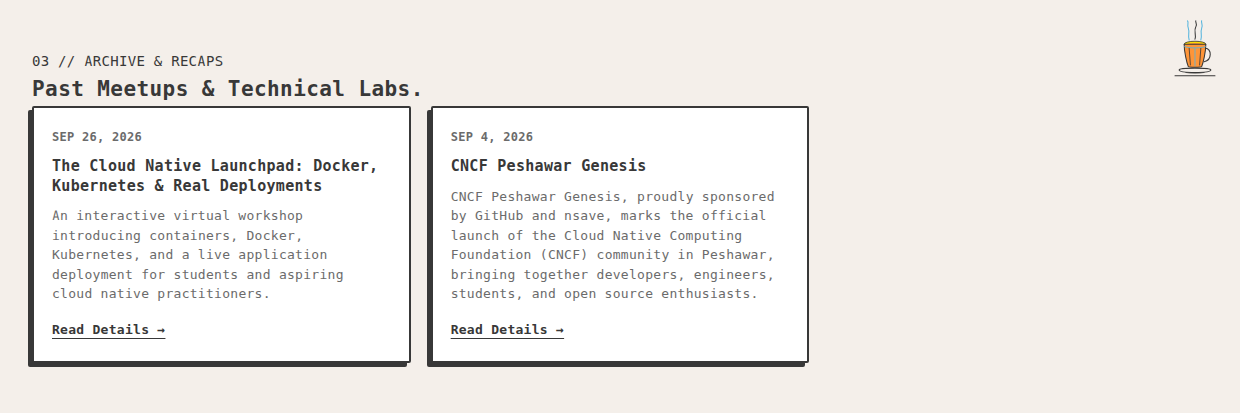 03 // ARCHIVE & RECAPS
Past Meetups & Technical Labs.
SEP 26, 2026
The Cloud Native Launchpad: Docker,
Kubernetes & Real Deployments
An interactive virtual workshop
introducing containers, Docker,
Kubernetes, and a live application
deployment for students and aspiring
cloud native practitioners.
Read Details →
SEP 4, 2026
CNCF Peshawar Genesis
CNCF Peshawar Genesis, proudly sponsored
by GitHub and nsave, marks the official
launch of the Cloud Native Computing
Foundation (CNCF) community in Peshawar,
bringing together developers, engineers,
students, and open source enthusiasts.
Read Details →